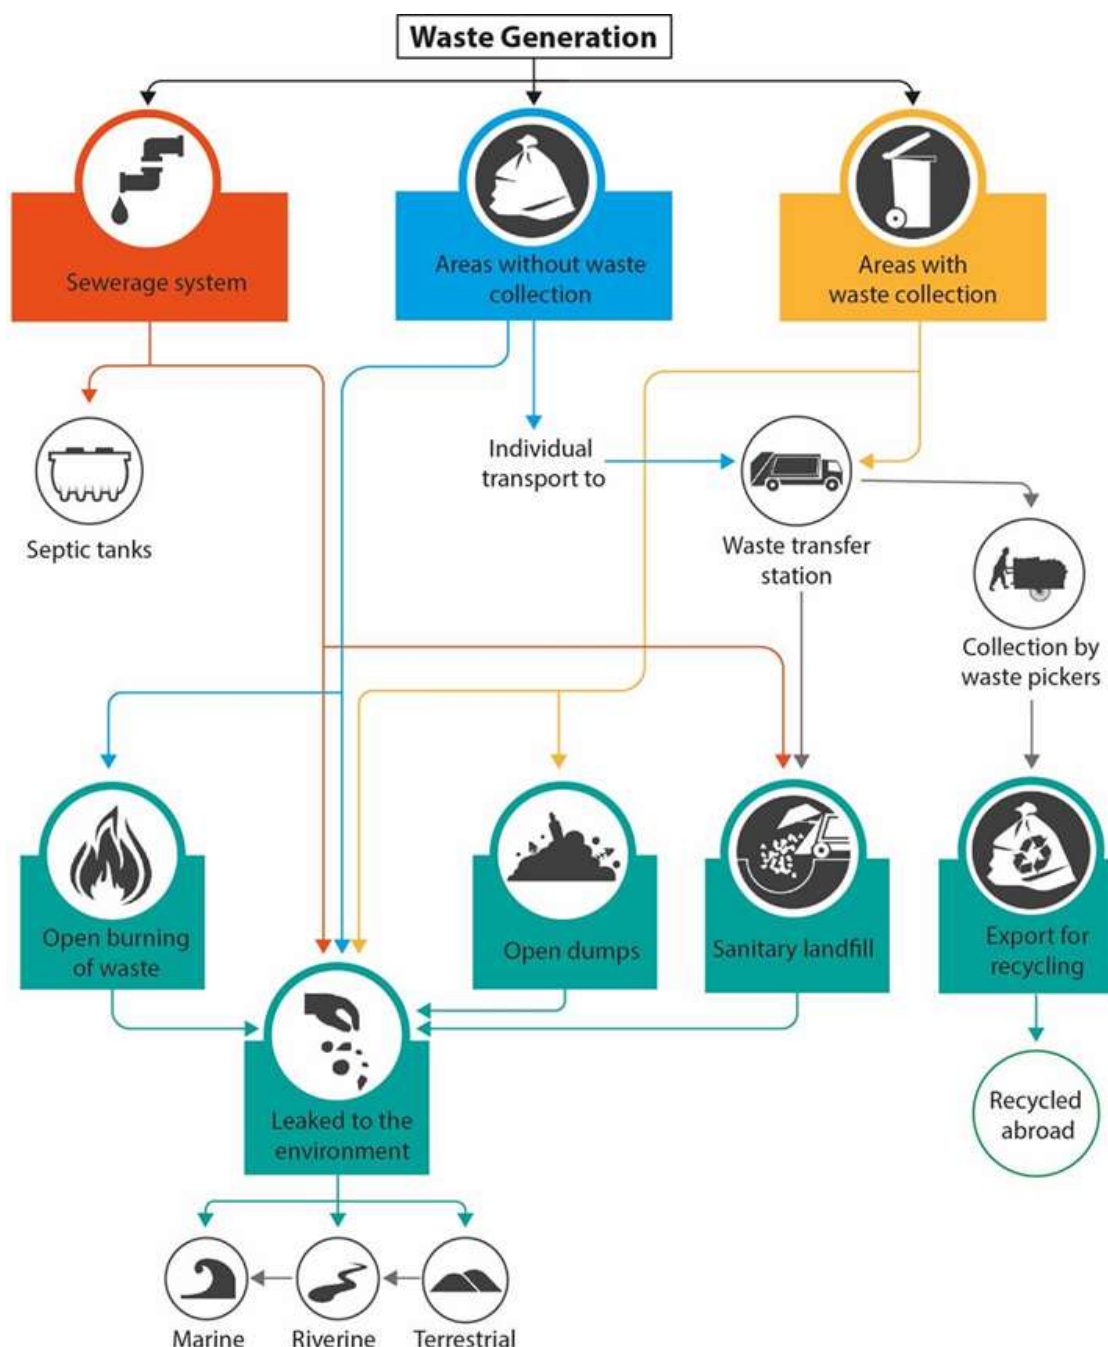 Waste Generation
Sewerage system
Areas without waste
collection
Areas with
waste collection
Individual
transport to
Septic tanks
Waste transfer
station
Collection by
waste pickers
Open burning
of waste
Open dumps
Sanitary landfill
Export for
recycling
Leaked to the
environment
Recycled
abroad
Marine
Riverine
Terrestrial